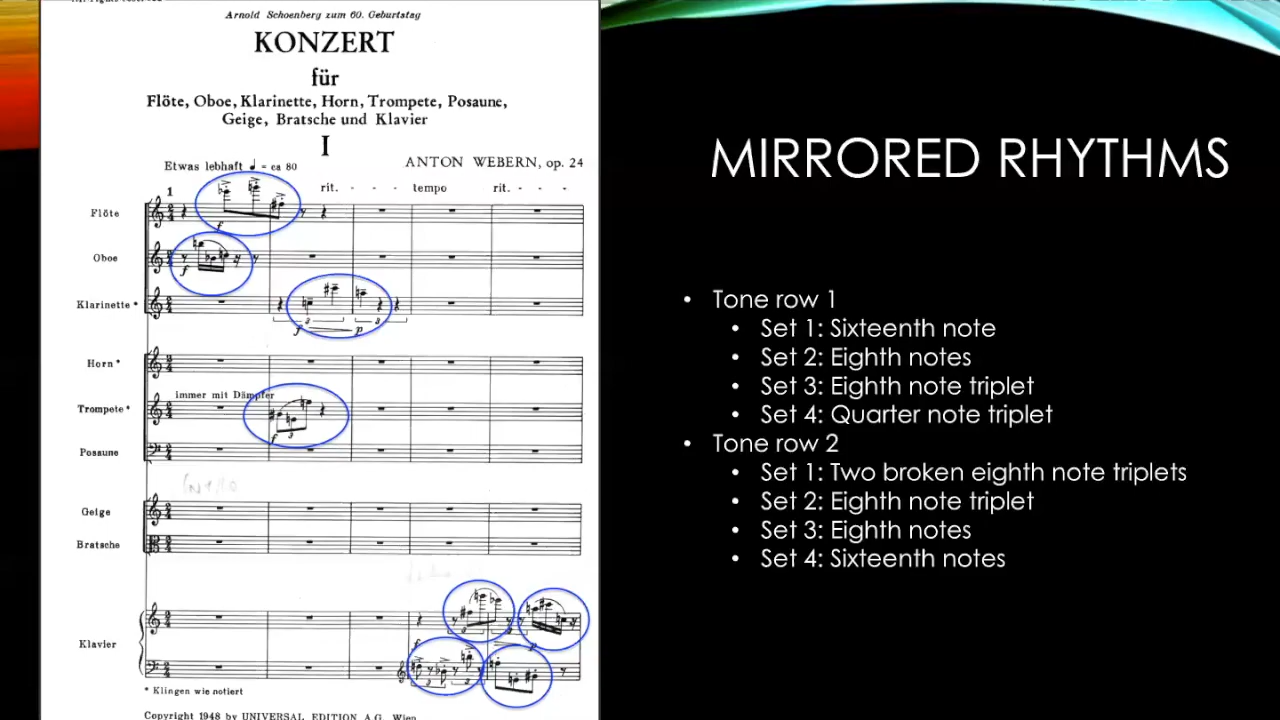 Arnold Schoenberg zum 60. Geburtstag
KONZERT
für
Flöte, Oboe, Klarinette, Horn, Trompete, Posaune,
Geige, Bratsche und Klavier
I
Etwas lebhaft ♩ = ca 80
ANTON WEBERN, op. 24
rit. - - - tempo rit. - - -
1
Flöte
f
Oboe
f
Klarinette *
3 3
f p
Horn *
immer mit Dämpfer
Trompete *
f 3
Posaune
Geige
Bratsche
Klavier
* Klingen wie notiert
Copyright 1948 by UNIVERSAL EDITION A.G., Wien
MIRRORED RHYTHMS
• Tone row 1
• Set 1: Sixteenth note
• Set 2: Eighth notes
• Set 3: Eighth note triplet
• Set 4: Quarter note triplet
• Tone row 2
• Set 1: Two broken eighth note triplets
• Set 2: Eighth note triplet
• Set 3: Eighth notes
• Set 4: Sixteenth notes